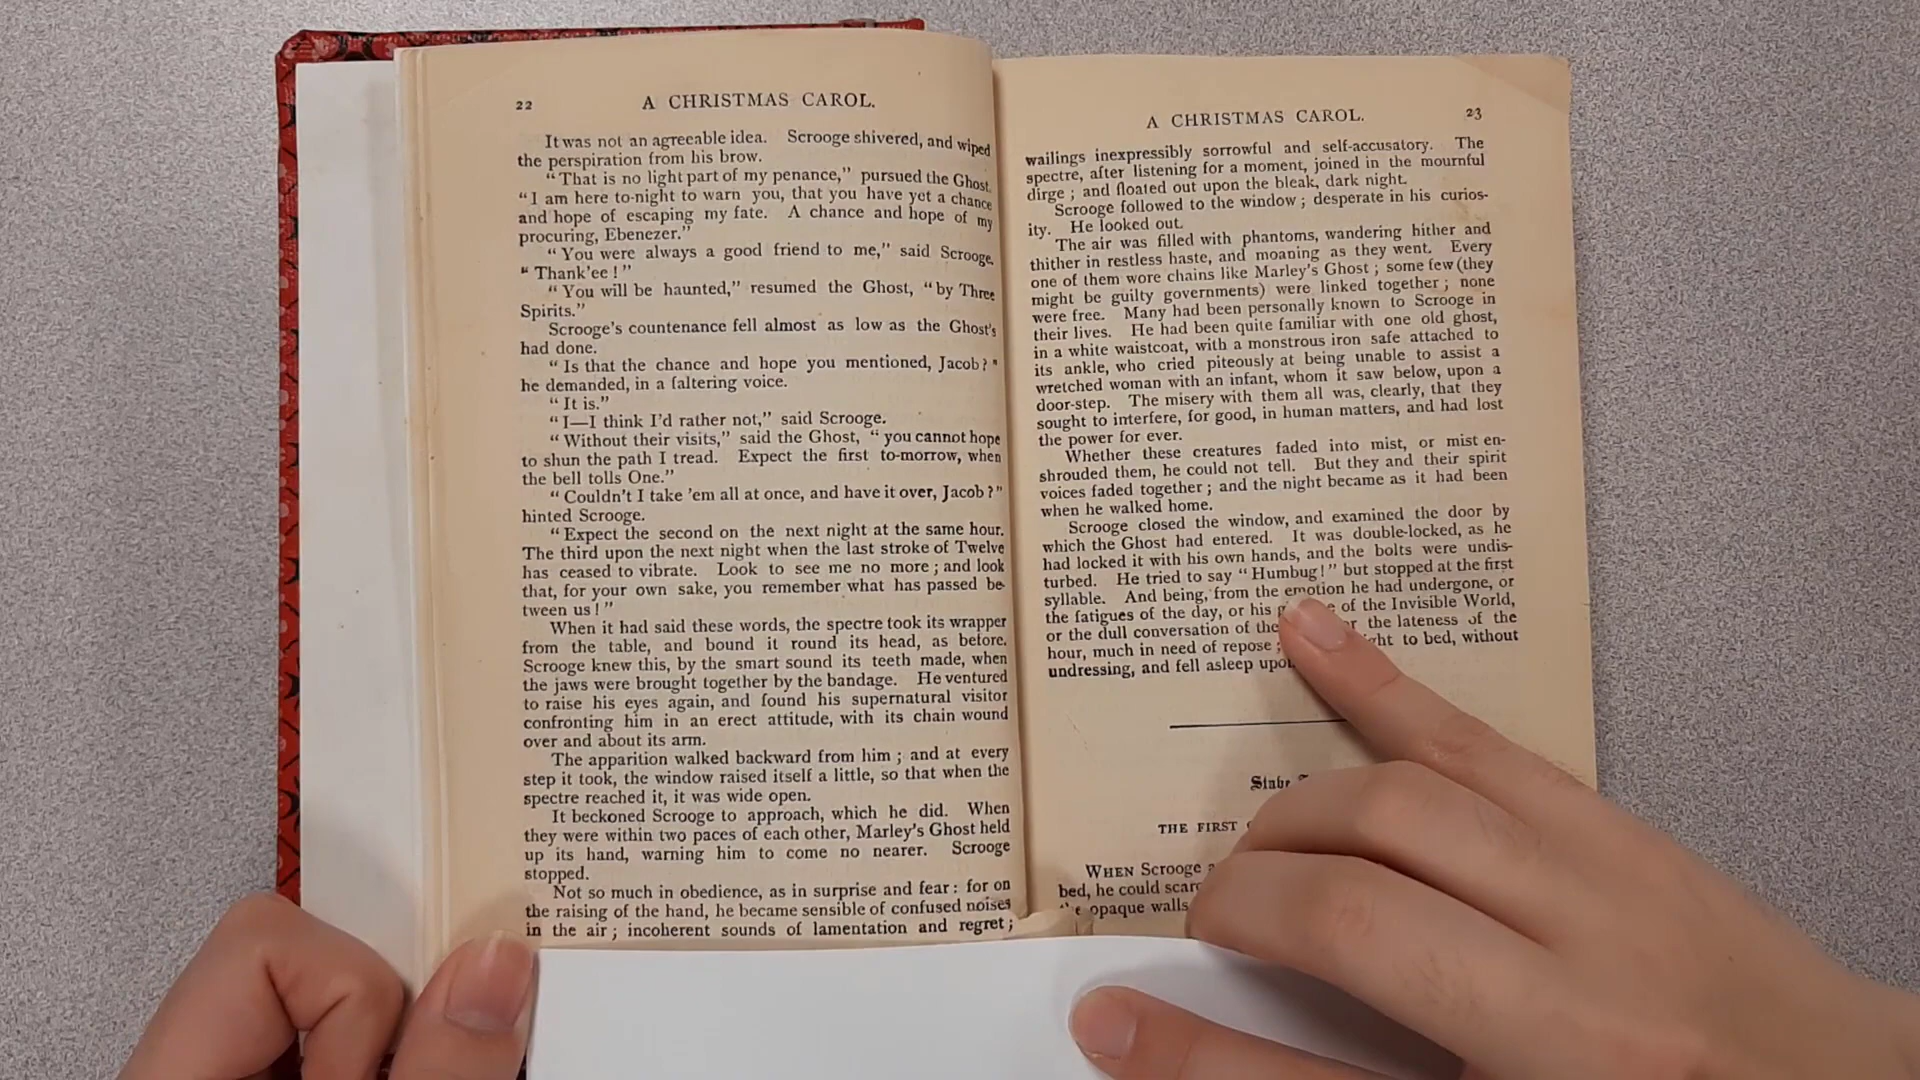 22
A CHRISTMAS CAROL.
It was not an agreeable idea. Scrooge shivered, and wiped
the perspiration from his brow.
“That is no light part of my penance,” pursued the Ghost.
“I am here to-night to warn you, that you have yet a chance
and hope of escaping my fate. A chance and hope of my
procuring, Ebenezer.”
“You were always a good friend to me,” said Scrooge.
“Thank'ee!”
“You will be haunted,” resumed the Ghost, “by Three
Spirits.”
Scrooge's countenance fell almost as low as the Ghost's
had done.
“Is that the chance and hope you mentioned, Jacob?”
he demanded, in a faltering voice.
“It is.”
“I—I think I'd rather not,” said Scrooge.
“Without their visits,” said the Ghost, “you cannot hope
to shun the path I tread. Expect the first to-morrow, when
the bell tolls One.”
“Couldn't I take 'em all at once, and have it over, Jacob?”
hinted Scrooge.
“Expect the second on the next night at the same hour.
The third upon the next night when the last stroke of Twelve
has ceased to vibrate. Look to see me no more; and look
that, for your own sake, you remember what has passed be-
tween us!”
When it had said these words, the spectre took its wrapper
from the table, and bound it round its head, as before.
Scrooge knew this, by the smart sound its teeth made, when
the jaws were brought together by the bandage. He ventured
to raise his eyes again, and found his supernatural visitor
confronting him in an erect attitude, with its chain wound
over and about its arm.
The apparition walked backward from him; and at every
step it took, the window raised itself a little, so that when the
spectre reached it, it was wide open.
It beckoned Scrooge to approach, which he did. When
they were within two paces of each other, Marley's Ghost held
up its hand, warning him to come no nearer. Scrooge
stopped.
Not so much in obedience, as in surprise and fear: for on
the raising of the hand, he became sensible of confused noises
in the air; incoherent sounds of lamentation and regret;
A CHRISTMAS CAROL.
23
wailings inexpressibly sorrowful and self-accusatory. The
spectre, after listening for a moment, joined in the mournful
dirge; and floated out upon the bleak, dark night.
Scrooge followed to the window; desperate in his curios-
ity. He looked out.
The air was filled with phantoms, wandering hither and
thither in restless haste, and moaning as they went. Every
one of them wore chains like Marley's Ghost; some few (they
might be guilty governments) were linked together; none
were free. Many had been personally known to Scrooge in
their lives. He had been quite familiar with one old ghost,
in a white waistcoat, with a monstrous iron safe attached to
its ankle, who cried piteously at being unable to assist a
wretched woman with an infant, whom it saw below, upon a
door-step. The misery with them all was, clearly, that they
sought to interfere, for good, in human matters, and had lost
the power for ever.
Whether these creatures faded into mist, or mist en-
shrouded them, he could not tell. But they and their spirit
voices faded together; and the night became as it had been
when he walked home.
Scrooge closed the window, and examined the door by
which the Ghost had entered. It was double-locked, as he
had locked it with his own hands, and the bolts were undis-
turbed. He tried to say “Humbug!” but stopped at the first
syllable. And being, from the emotion he had undergone, or
the fatigues of the day, or his of the Invisible World,
or the dull conversation of the the lateness of the
hour, much in need of repose; to bed, without
undressing, and fell asleep
THE FIRST
WHEN Scrooge
bed, he could
opaque walls